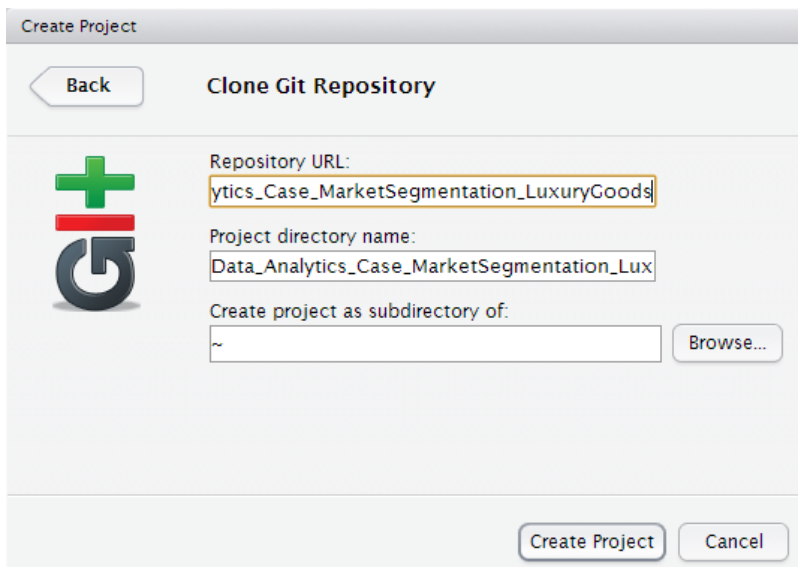 Create Project
Back
Clone Git Repository
Repository URL:
ytics_Case_MarketSegmentation_LuxuryGoods
Project directory name:
Data_Analytics_Case_MarketSegmentation_Lux
Create project as subdirectory of:
~
Browse...
git
Create Project
Cancel